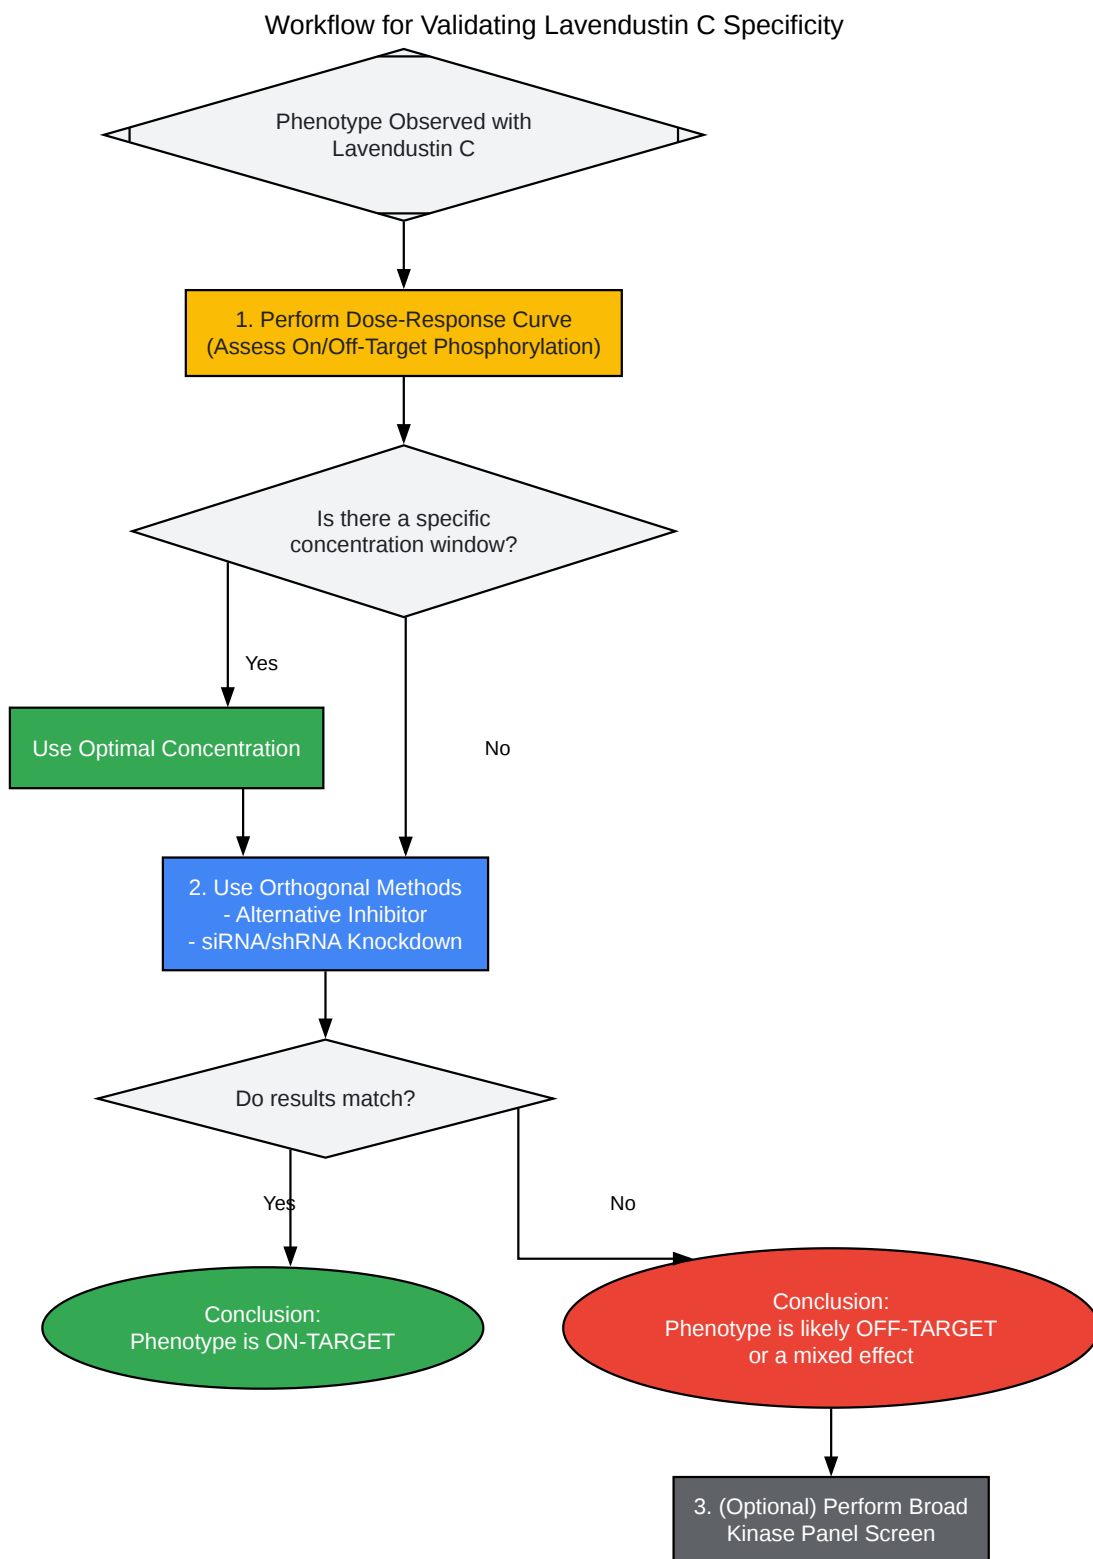 Workflow for Validating Lavendustin C Specificity
Phenotype Observed with
Lavendustin C
1. Perform Dose-Response Curve
(Assess On/Off-Target Phosphorylation)
Is there a specific
concentration window?
Yes
Use Optimal Concentration
No
2. Use Orthogonal Methods
- Alternative Inhibitor
- siRNA/shRNA Knockdown
Do results match?
Yes
No
Conclusion:
Phenotype is ON-TARGET
Conclusion:
Phenotype is likely OFF-TARGET
or a mixed effect
3. (Optional) Perform Broad
Kinase Panel Screen